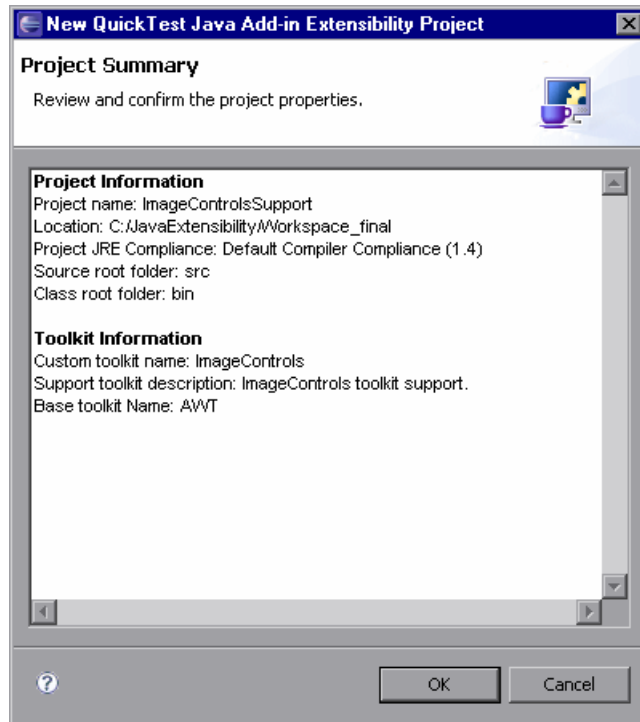 New QuickTest Java Add-in Extensibility Project
Project Summary
Review and confirm the project properties.
Project Information
Project name: ImageControlsSupport
Location: C:/JavaExtensibility/Workspace_final
Project JRE Compliance: Default Compiler Compliance (1.4)
Source root folder: src
Class root folder: bin
Toolkit Information
Custom toolkit name: ImageControls
Support toolkit description: ImageControls toolkit support.
Base toolkit Name: AWT
?
OK
Cancel